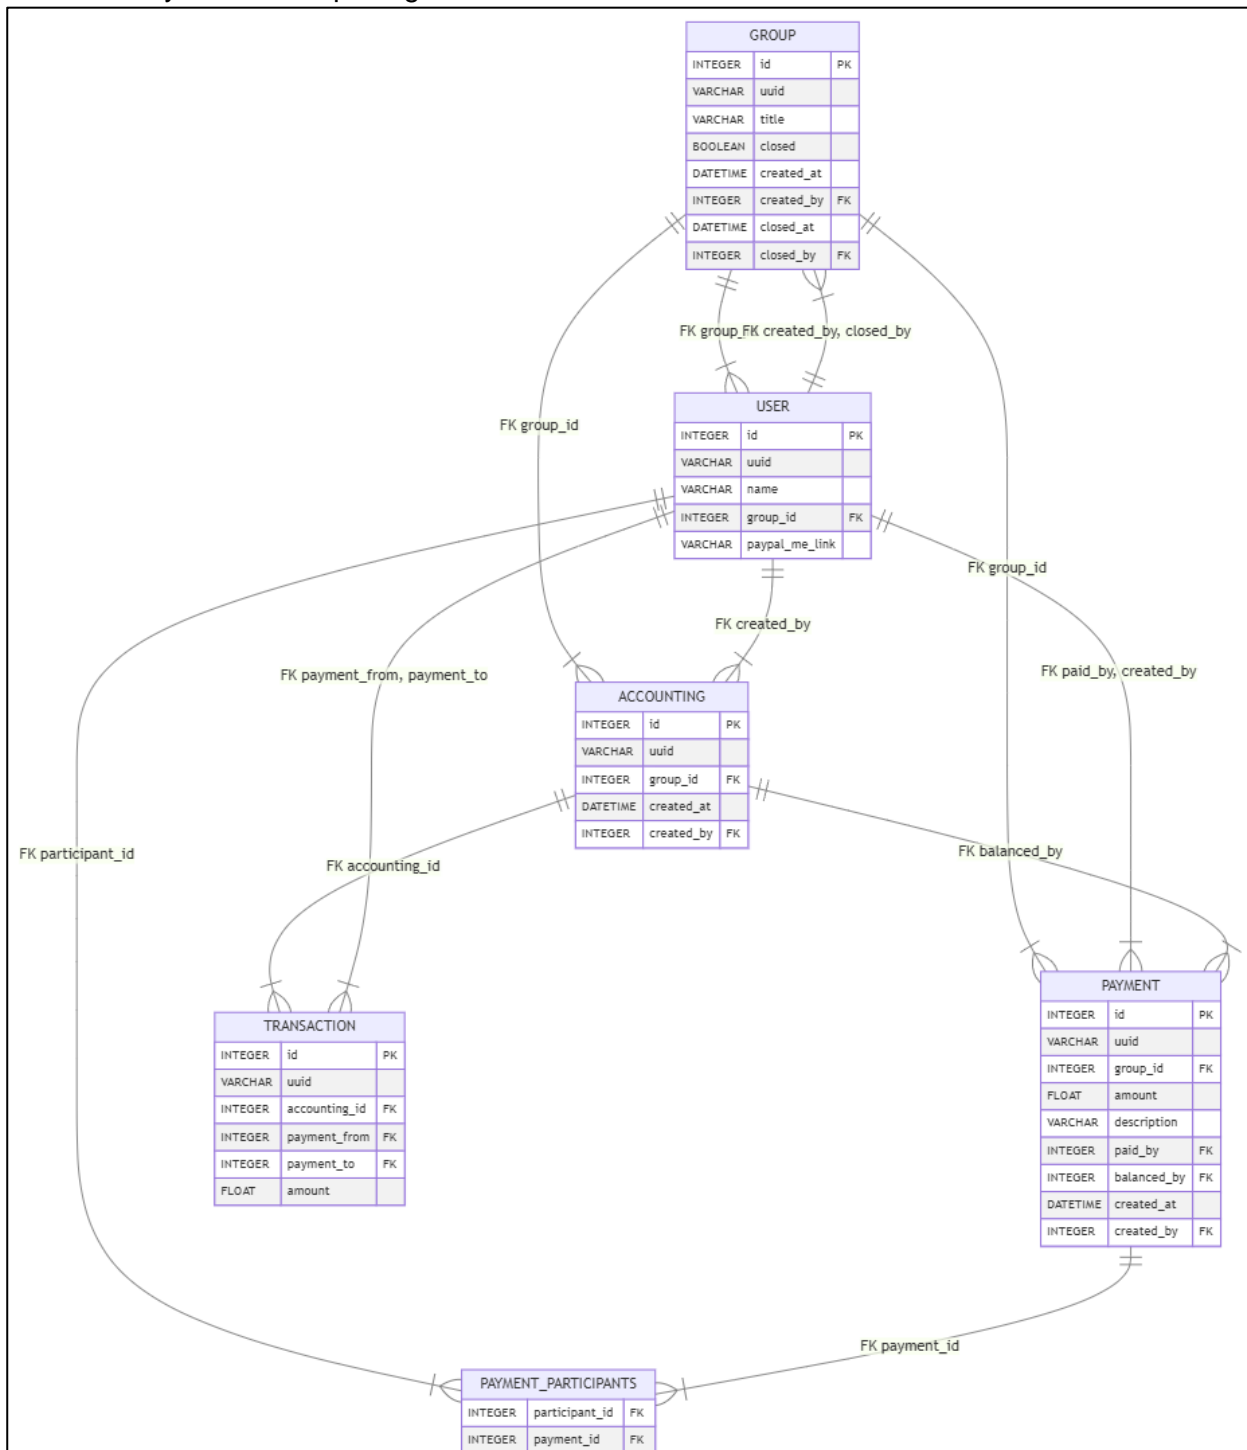 GROUP
INTEGER id PK
VARCHAR uuid
VARCHAR title
BOOLEAN closed
DATETIME created_at
INTEGER created_by FK
DATETIME closed_at
INTEGER closed_by FK
FK group_
FK created_by, closed_by
USER
INTEGER id PK
VARCHAR uuid
VARCHAR name
INTEGER group_id FK
VARCHAR paypal_me_link
FK group_id
FK group_id
FK created_by
FK payment_from, payment_to
FK paid_by, created_by
ACCOUNTING
INTEGER id PK
VARCHAR uuid
INTEGER group_id FK
DATETIME created_at
INTEGER created_by FK
FK participant_id
FK accounting_id
FK balanced_by
TRANSACTION
INTEGER id PK
VARCHAR uuid
INTEGER accounting_id FK
INTEGER payment_from FK
INTEGER payment_to FK
FLOAT amount
PAYMENT
INTEGER id PK
VARCHAR uuid
INTEGER group_id FK
FLOAT amount
VARCHAR description
INTEGER paid_by FK
INTEGER balanced_by FK
DATETIME created_at
INTEGER created_by FK
FK payment_id
PAYMENT_PARTICIPANTS
INTEGER participant_id FK
INTEGER payment_id FK